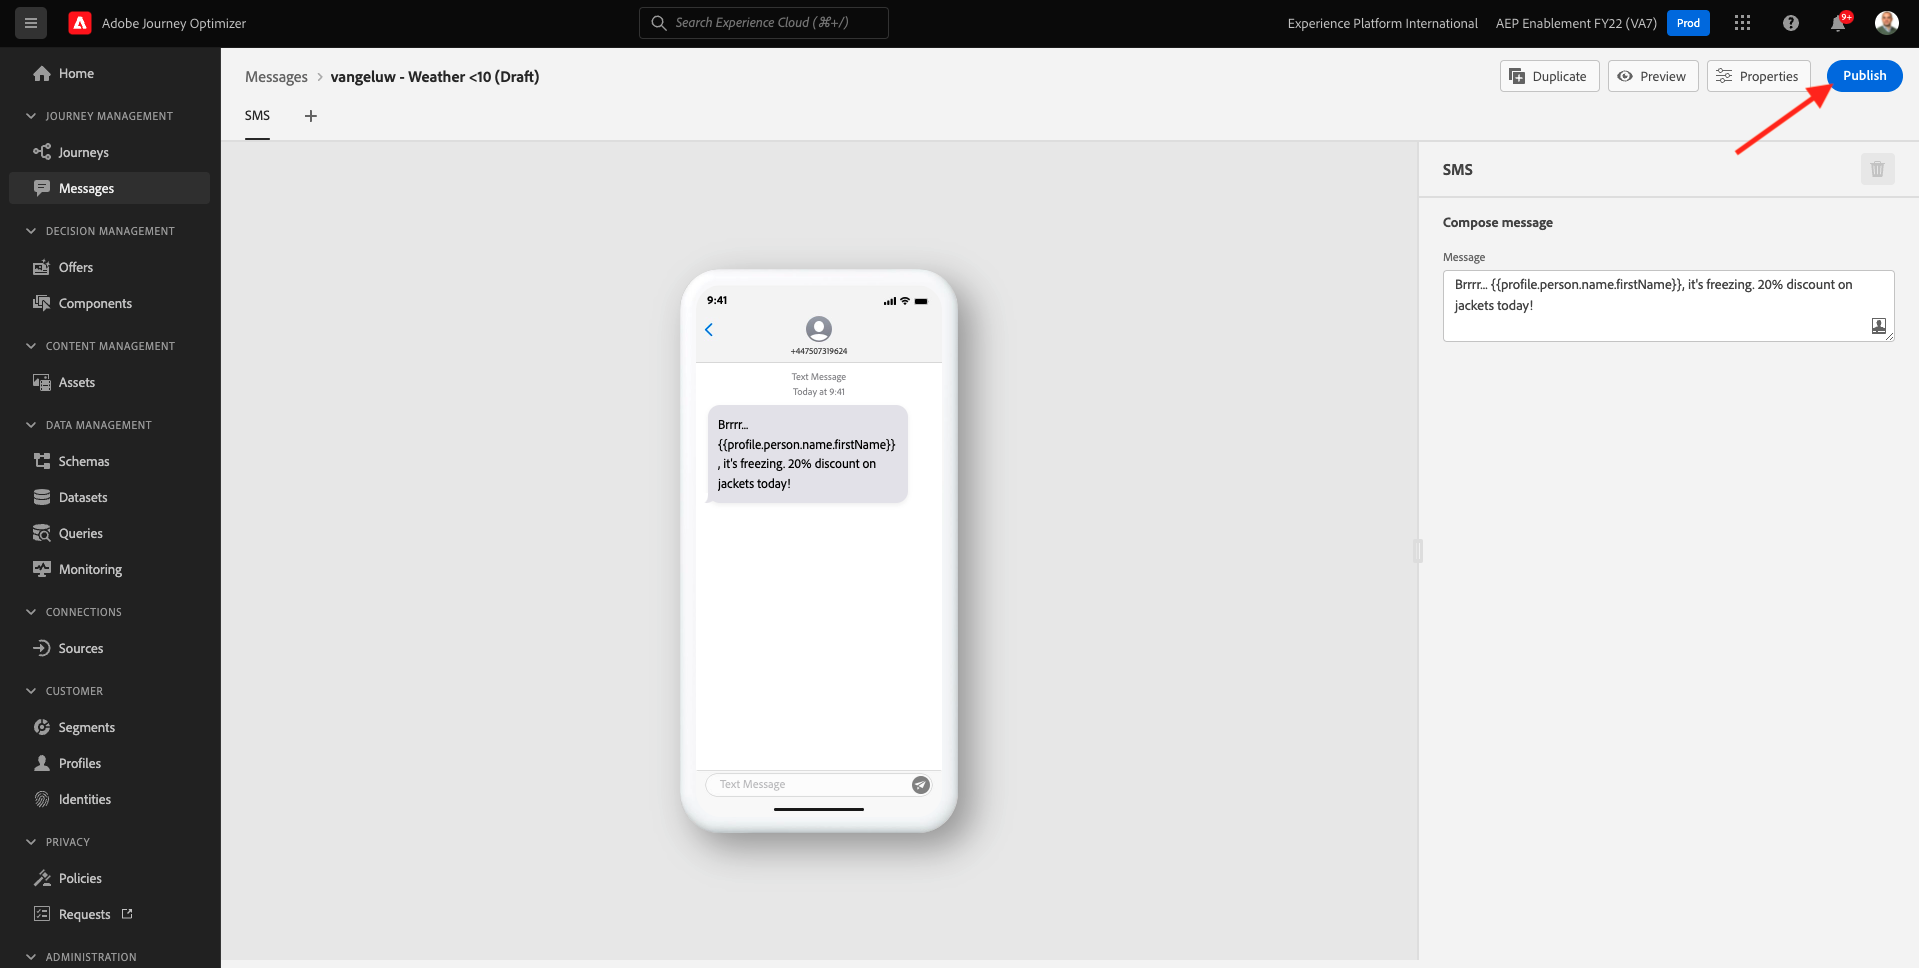 Adobe Journey Optimizer
Search Experience Cloud (⌘+/)
Experience Platform International
AEP Enablement FY22 (VA7)
Prod
9+
Home
JOURNEY MANAGEMENT
Journeys
Messages
DECISION MANAGEMENT
Offers
Components
CONTENT MANAGEMENT
Assets
DATA MANAGEMENT
Schemas
Datasets
Queries
Monitoring
CONNECTIONS
Sources
CUSTOMER
Segments
Profiles
Identities
PRIVACY
Policies
Requests
ADMINISTRATION
Messages > vangeluw - Weather <10 (Draft)
Duplicate
Preview
Properties
Publish
SMS
9:41
+447507319624
Text Message
Today at 9:41
Brrrr...
{{profile.person.name.firstName}}
, it's freezing. 20% discount on
jackets today!
Text Message
SMS
Compose message
Message
Brrrr... {{profile.person.name.firstName}}, it's freezing. 20% discount on
jackets today!